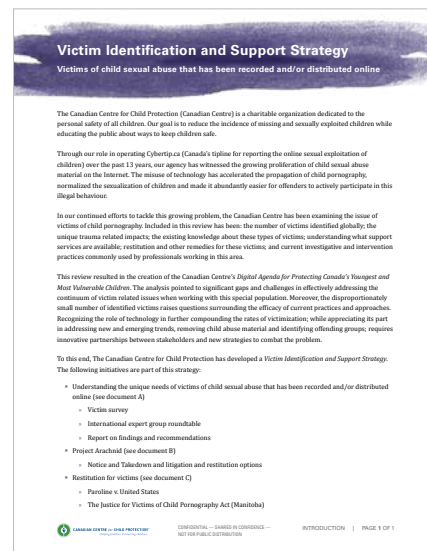 Victim Identification and Support Strategy
Victims of child sexual abuse that has been recorded and/or distributed online
The Canadian Centre for Child Protection (Canadian Centre) is a charitable organization dedicated to the
personal safety of all children. Our goal is to reduce the incidence of missing and sexually exploited children while
educating the public about ways to keep children safe.
Through our role in operating Cybertip.ca (Canada's tipline for reporting the online sexual exploitation of
children) over the past 13 years, our agency has witnessed the growing proliferation of child sexual abuse
material on the Internet. The misuse of technology has accelerated the propagation of child pornography,
normalized the sexualization of children and made it abundantly easier for offenders to actively participate in this
illegal behaviour.
In our continued efforts to tackle this growing problem, the Canadian Centre has been examining the issue of
victims of child pornography. Included in this review has been: the number of victims identified globally; the
unique trauma related impacts; the existing knowledge about these types of victims; understanding what support
services are available; restitution and other remedies for these victims; and current investigative and intervention
practices commonly used by professionals working in this area.
This review resulted in the creation of the Canadian Centre's Digital Agenda for Protecting Canada's Youngest and
Most Vulnerable Children. The analysis pointed to significant gaps and challenges in effectively addressing the
continuum of victim related issues when working with this special population. Moreover, the disproportionately
small number of identified victims raises questions surrounding the efficacy of current practices and approaches.
Recognizing the role of technology in further compounding the rates of victimization; while appreciating its part
in addressing new and emerging trends, removing child abuse material and identifying offending groups; requires
innovative partnerships between stakeholders and new strategies to combat the problem.
To this end, The Canadian Centre for Child Protection has developed a Victim Identification and Support Strategy.
The following initiatives are part of this strategy:
Understanding the unique needs of victims of child sexual abuse that has been recorded and/or distributed
online (see document A)
Victim survey
International expert group roundtable
Report on findings and recommendations
Project Arachnid (see document B)
Notice and Takedown and litigation and restitution options
Restitution for victims (see document C)
Paroline v. United States
The Justice for Victims of Child Pornography Act (Manitoba)
CANADIAN CENTRE for CHILD PROTECTION
CONFIDENTIAL — SHARED IN CONFIDENCE —
NOT FOR PUBLIC DISTRIBUTION
INTRODUCTION | PAGE 1 OF 1